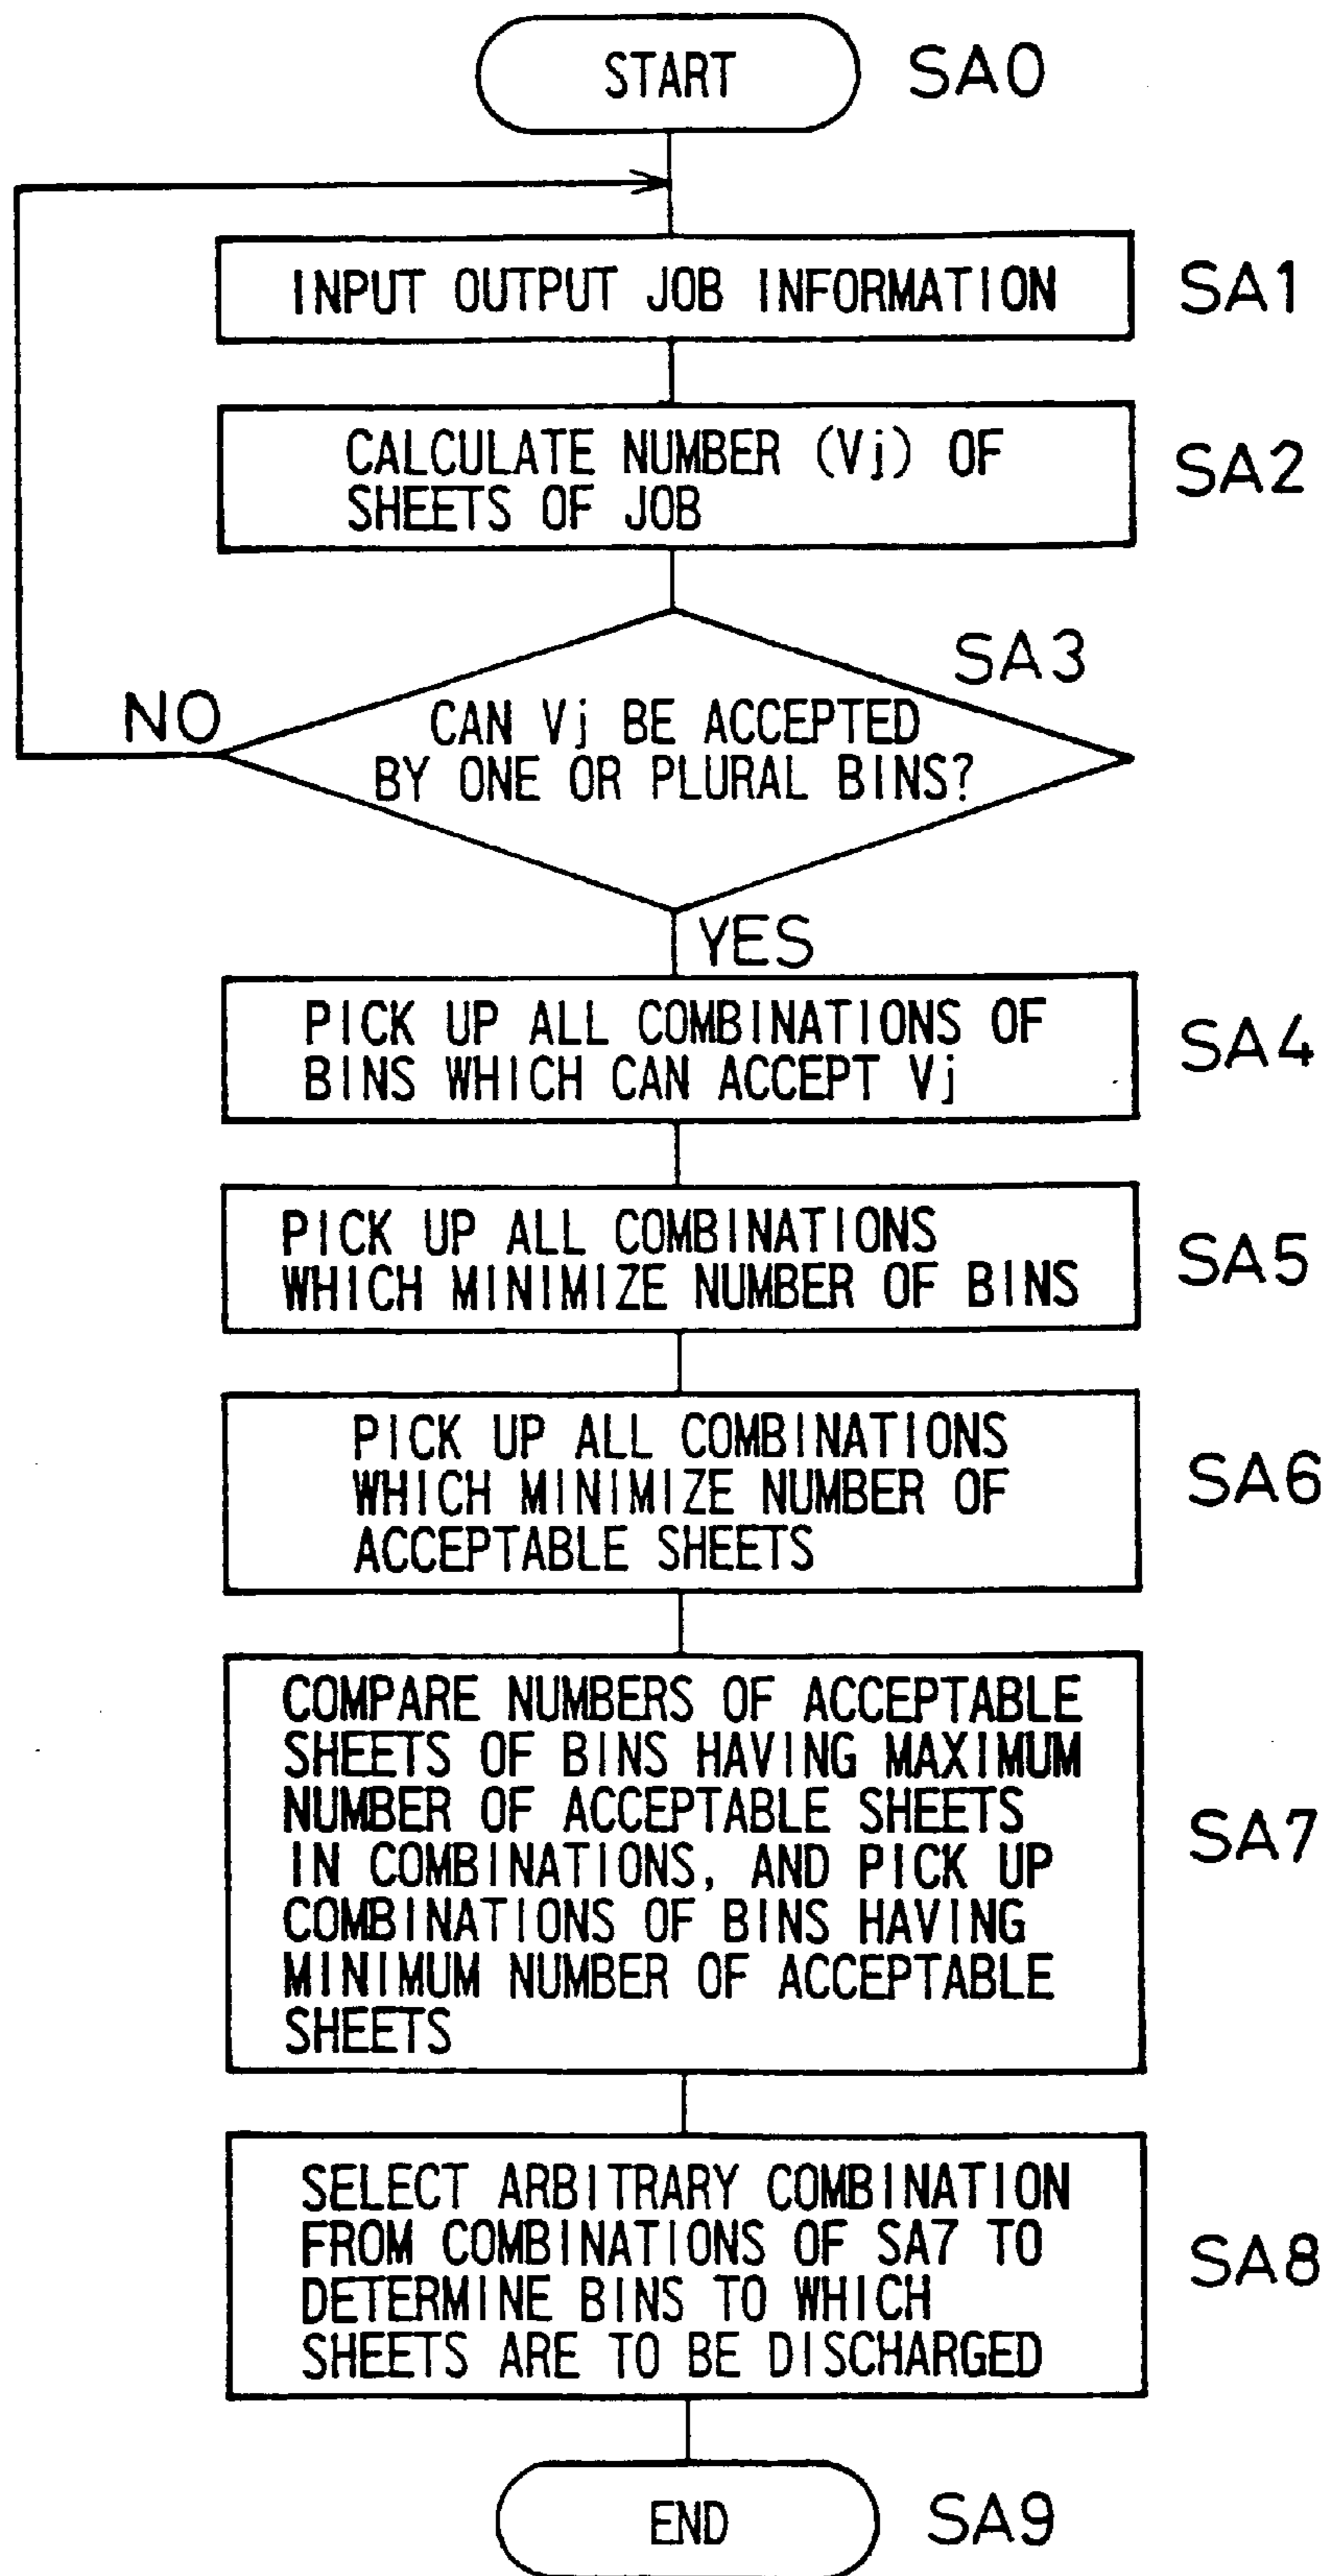 START
SA0
INPUT OUTPUT JOB INFORMATION
SA1
CALCULATE NUMBER (Vj) OF
SHEETS OF JOB
SA2
SA3
NO
CAN Vj BE ACCEPTED
BY ONE OR PLURAL BINS?
YES
PICK UP ALL COMBINATIONS OF
BINS WHICH CAN ACCEPT Vj
SA4
PICK UP ALL COMBINATIONS
WHICH MINIMIZE NUMBER OF BINS
SA5
PICK UP ALL COMBINATIONS
WHICH MINIMIZE NUMBER OF
ACCEPTABLE SHEETS
SA6
COMPARE NUMBERS OF ACCEPTABLE
SHEETS OF BINS HAVING MAXIMUM
NUMBER OF ACCEPTABLE SHEETS
IN COMBINATIONS, AND PICK UP
COMBINATIONS OF BINS HAVING
MINIMUM NUMBER OF ACCEPTABLE
SHEETS
SA7
SELECT ARBITRARY COMBINATION
FROM COMBINATIONS OF SA7 TO
DETERMINE BINS TO WHICH
SHEETS ARE TO BE DISCHARGED
SA8
END
SA9